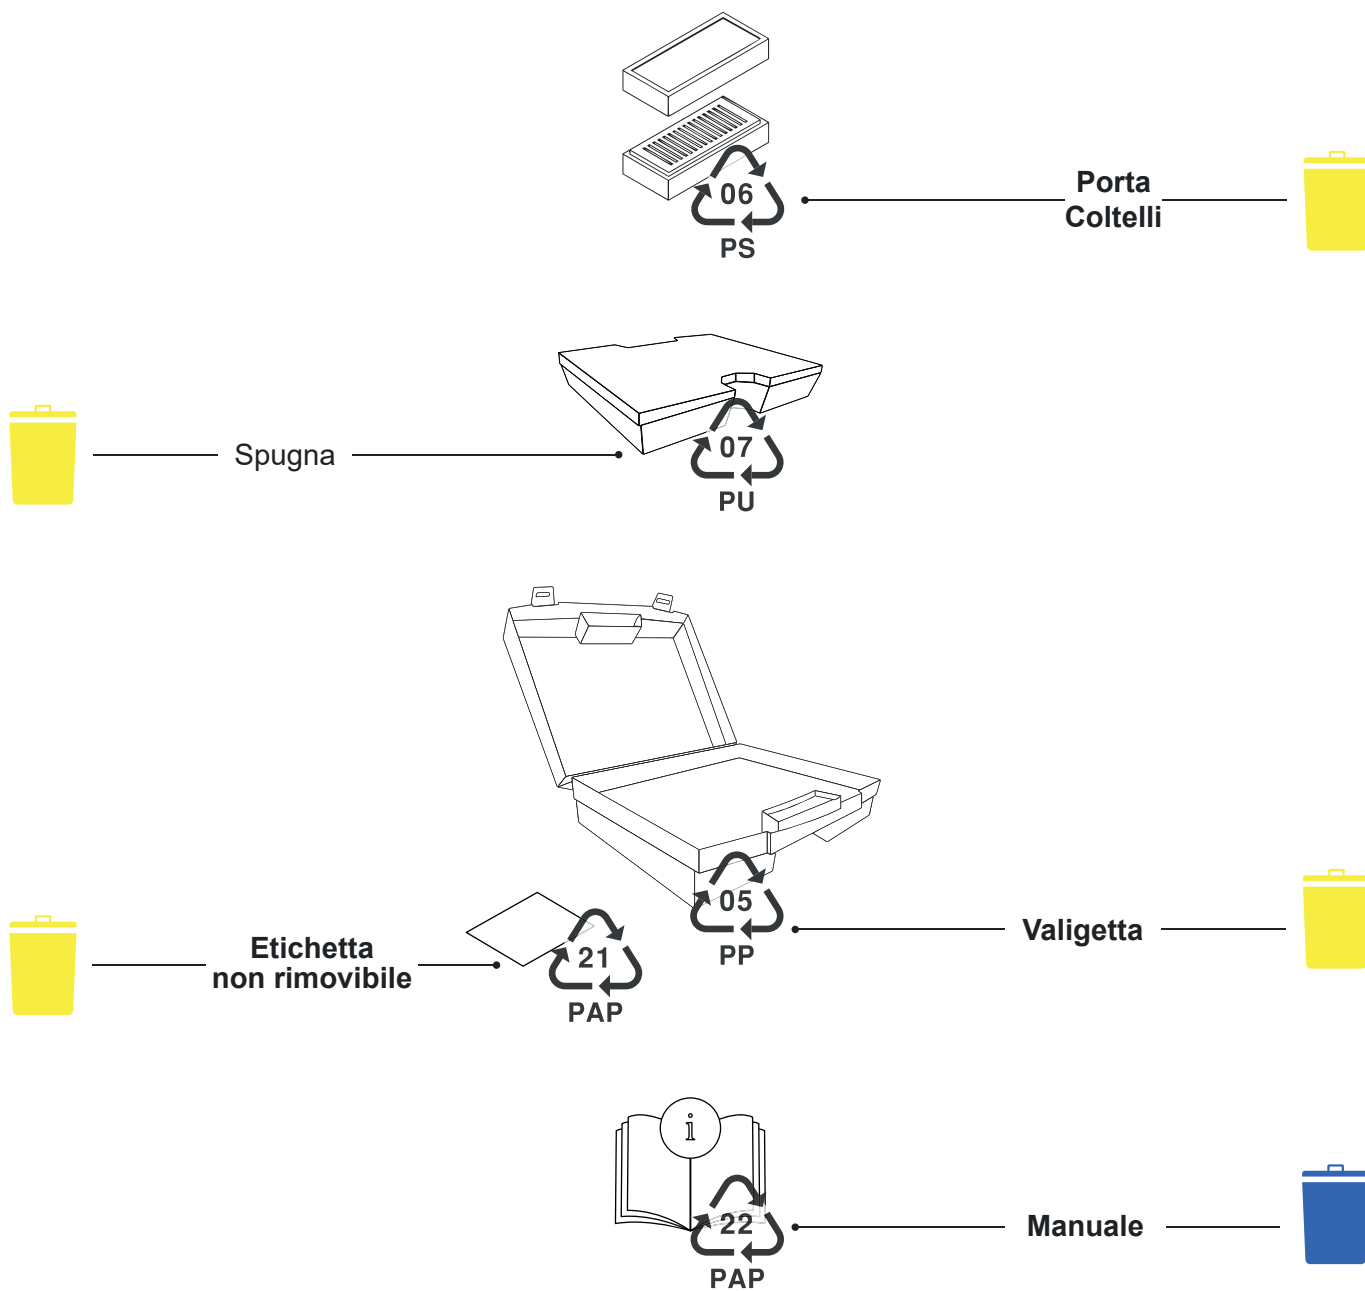 06
PS
Porta
Coltelli
Spugna
07
PU
05
PP
Valigetta
Etichetta
non rimovibile
21
PAP
i
22
PAP
Manuale